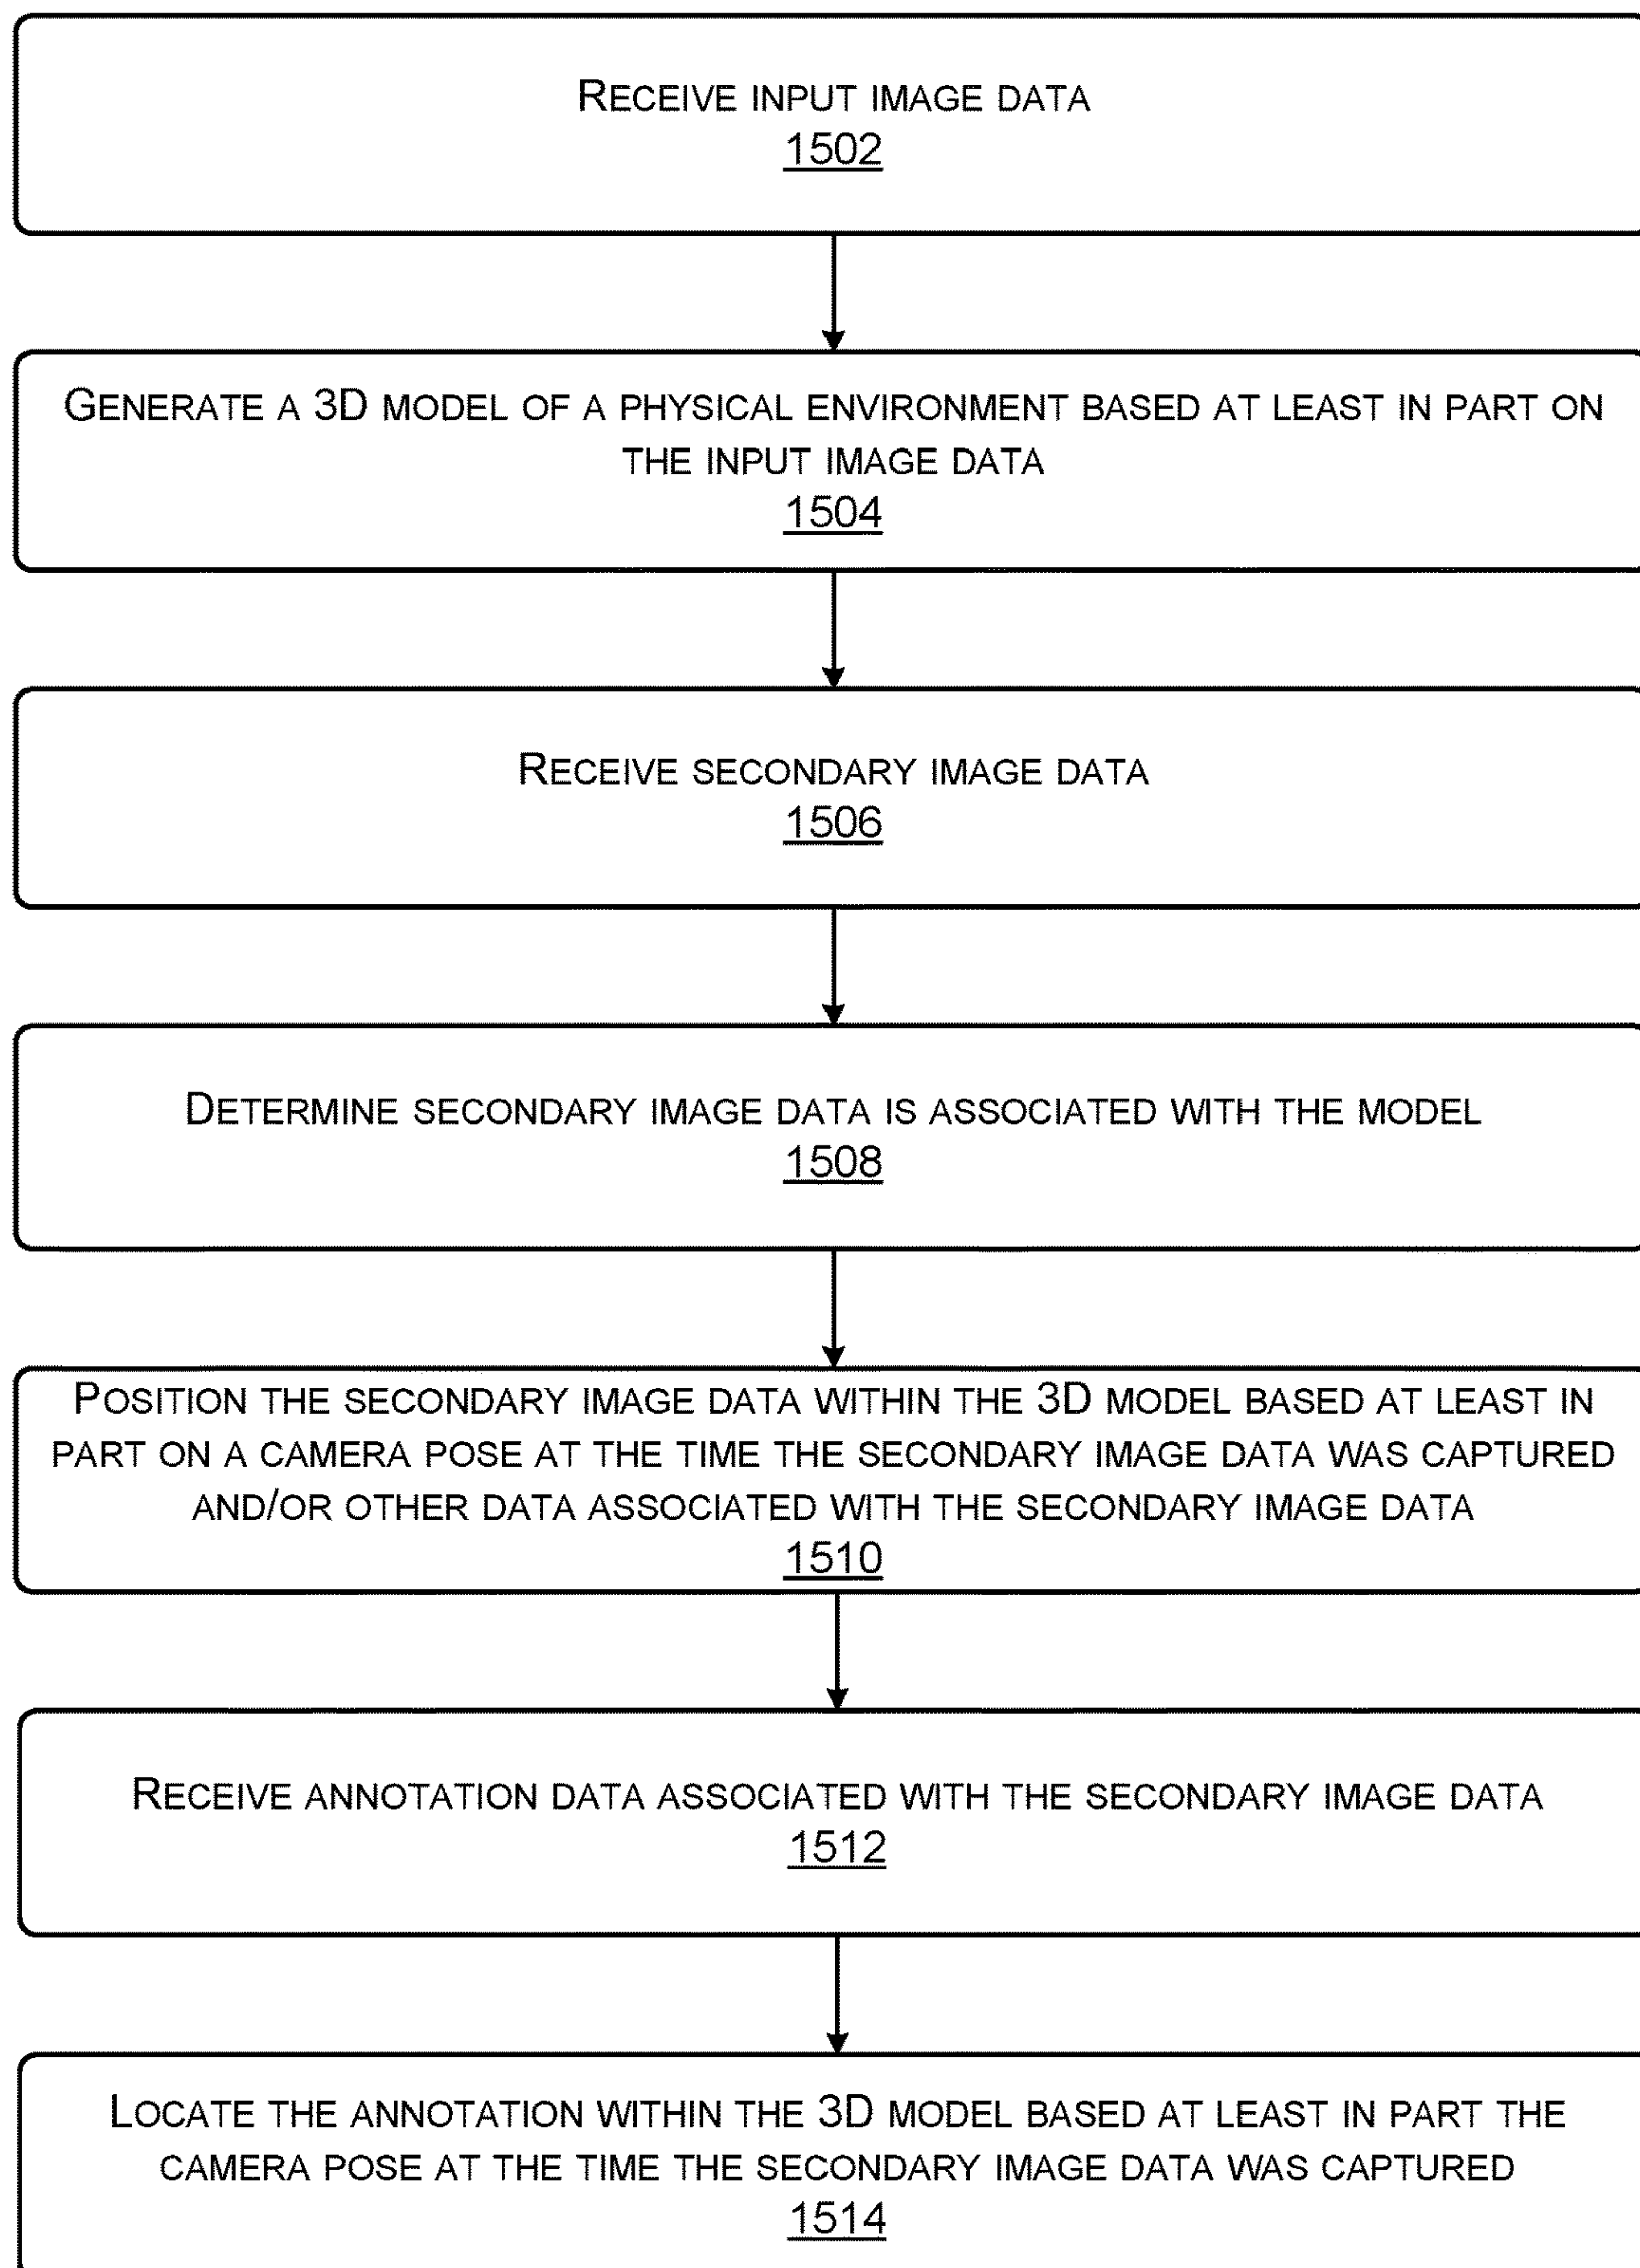 RECEIVE INPUT IMAGE DATA
1502
GENERATE A 3D MODEL OF A PHYSICAL ENVIRONMENT BASED AT LEAST IN PART ON
THE INPUT IMAGE DATA
1504
RECEIVE SECONDARY IMAGE DATA
1506
DETERMINE SECONDARY IMAGE DATA IS ASSOCIATED WITH THE MODEL
1508
POSITION THE SECONDARY IMAGE DATA WITHIN THE 3D MODEL BASED AT LEAST IN
PART ON A CAMERA POSE AT THE TIME THE SECONDARY IMAGE DATA WAS CAPTURED
AND/OR OTHER DATA ASSOCIATED WITH THE SECONDARY IMAGE DATA
1510
RECEIVE ANNOTATION DATA ASSOCIATED WITH THE SECONDARY IMAGE DATA
1512
LOCATE THE ANNOTATION WITHIN THE 3D MODEL BASED AT LEAST IN PART THE
CAMERA POSE AT THE TIME THE SECONDARY IMAGE DATA WAS CAPTURED
1514